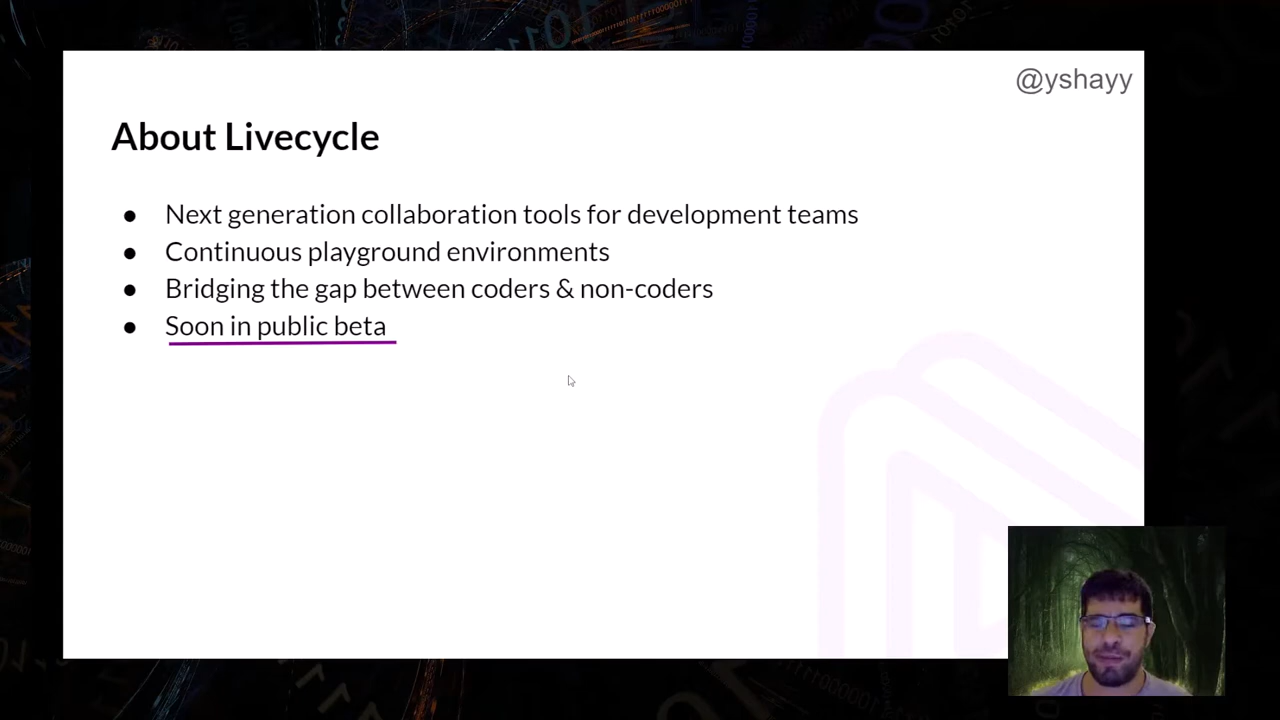 @yshayy
About Livecycle
● Next generation collaboration tools for development teams
● Continuous playground environments
● Bridging the gap between coders & non-coders
● Soon in public beta